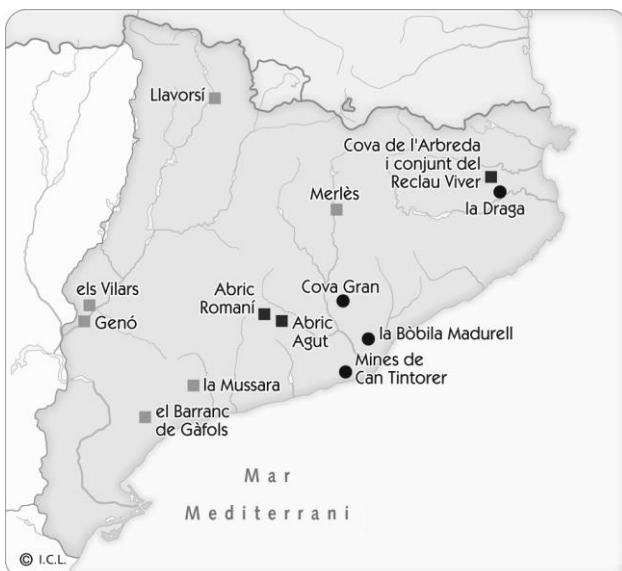 Llavorsí
Cova de l'Arbreda
i conjunt del
Reclau Viver
la Draga
Merlès
els Vilars
Genó
Abric
Romaní
Cova Gran
Abric
Agut
la Bòbila Madurell
Mines de
Can Tintorer
la Mussara
el Barranc
de Gàfols
Mar
Mediterrani
© I.C.L.